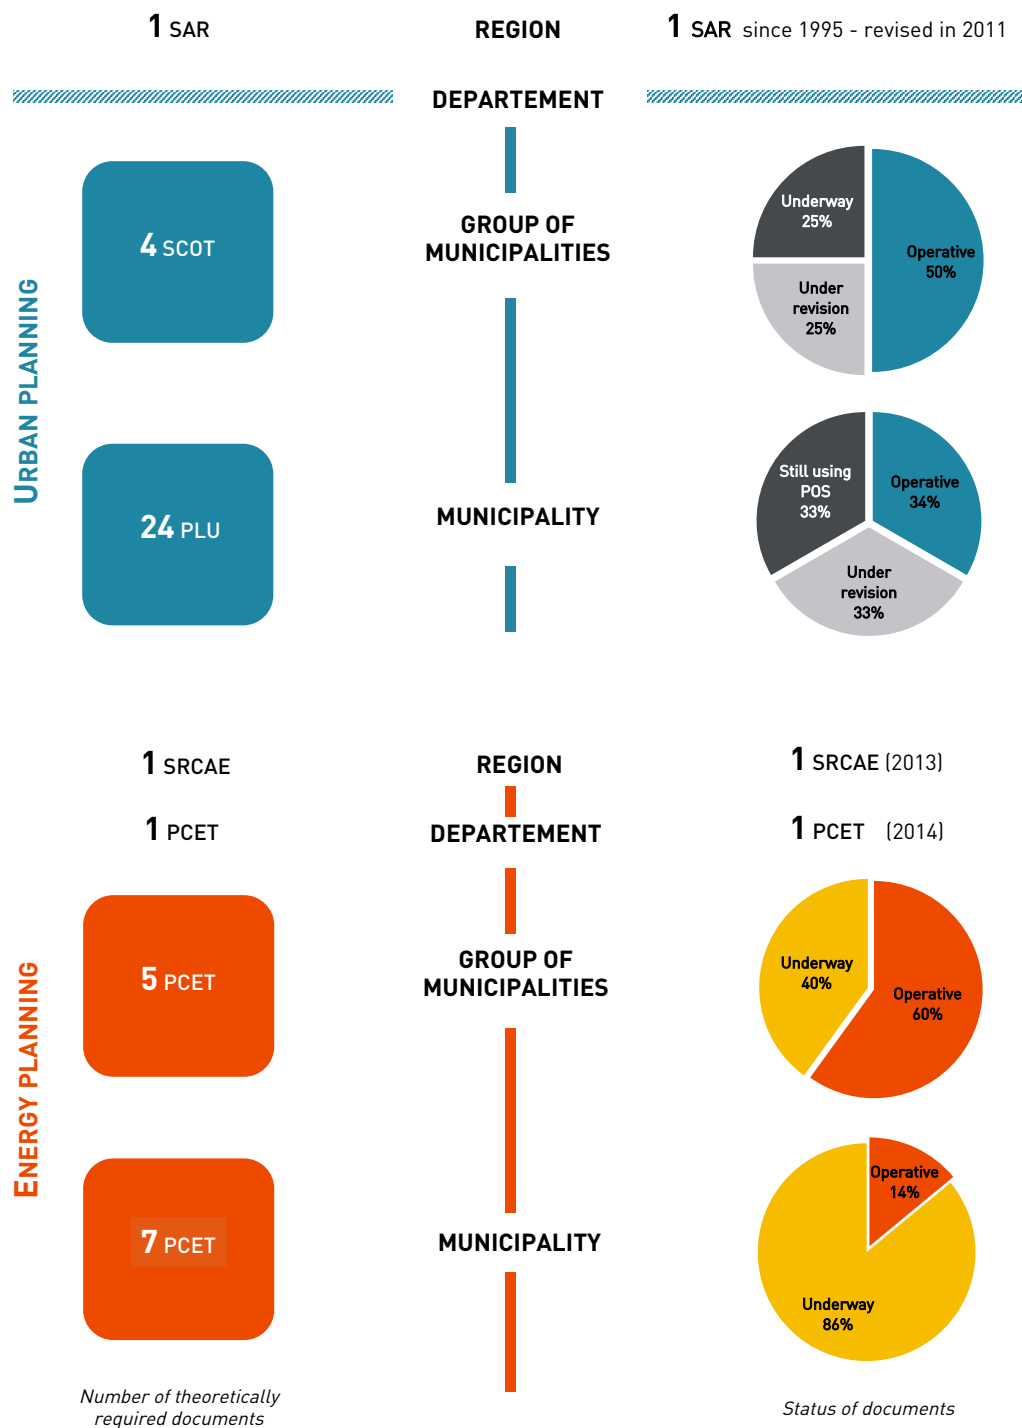 1 SAR
REGION
1 SAR since 1995 - revised in 2011
DEPARTEMENT
URBAN PLANNING
4 SCOT
GROUP OF
MUNICIPALITIES
Underway
25%
Operative
50%
Under
revision
25%
24 PLU
MUNICIPALITY
Still using
POS
33%
Operative
34%
Under
revision
33%
1 SRCAE
REGION
1 SRCAE (2013)
1 PCET
DEPARTEMENT
1 PCET (2014)
ENERGY PLANNING
5 PCET
GROUP OF
MUNICIPALITIES
Underway
40%
Operative
60%
7 PCET
MUNICIPALITY
Operative
14%
Underway
86%
Number of theoretically
required documents
Status of documents